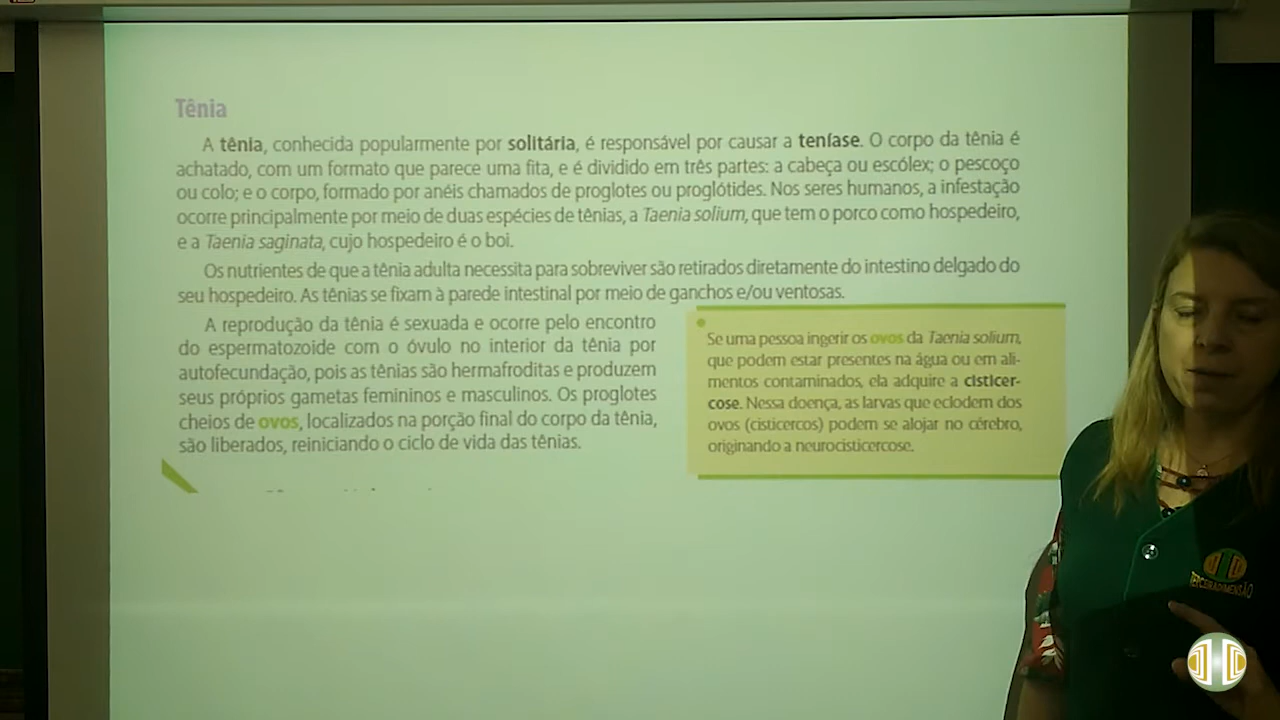 Tênia
A tênia, conhecida popularmente por solitária, é responsável por causar a teníase. O corpo da tênia é
achatado, com um formato que parece uma fita, e é dividido em três partes: a cabeça ou escólex; o pescoço
ou colo; e o corpo, formado por anéis chamados de proglotes ou proglótides. Nos seres humanos, a infestação
ocorre principalmente por meio de duas espécies de tênias, a Taenia solium, que tem o porco como hospedeiro,
e a Taenia saginata, cujo hospedeiro é o boi.
Os nutrientes de que a tênia adulta necessita para sobreviver são retirados diretamente do intestino delgado do
seu hospedeiro. As tênias se fixam à parede intestinal por meio de ganchos e/ou ventosas.
A reprodução da tênia é sexuada e ocorre pelo encontro
do espermatozoide com o óvulo no interior da tênia por
autofecundação, pois as tênias são hermafroditas e produzem
seus próprios gametas femininos e masculinos. Os proglotes
cheios de ovos, localizados na porção final do corpo da tênia,
são liberados, reiniciando o ciclo de vida das tênias.
Se uma pessoa ingerir os ovos da Taenia solium,
que podem estar presentes na água ou em ali-
mentos contaminados, ela adquire a cisticer-
cose. Nessa doença, as larvas que eclodem dos
ovos (cisticercos) podem se alojar no cérebro,
originando a neurocisticercose.
TERCEIRADIMENSÃO